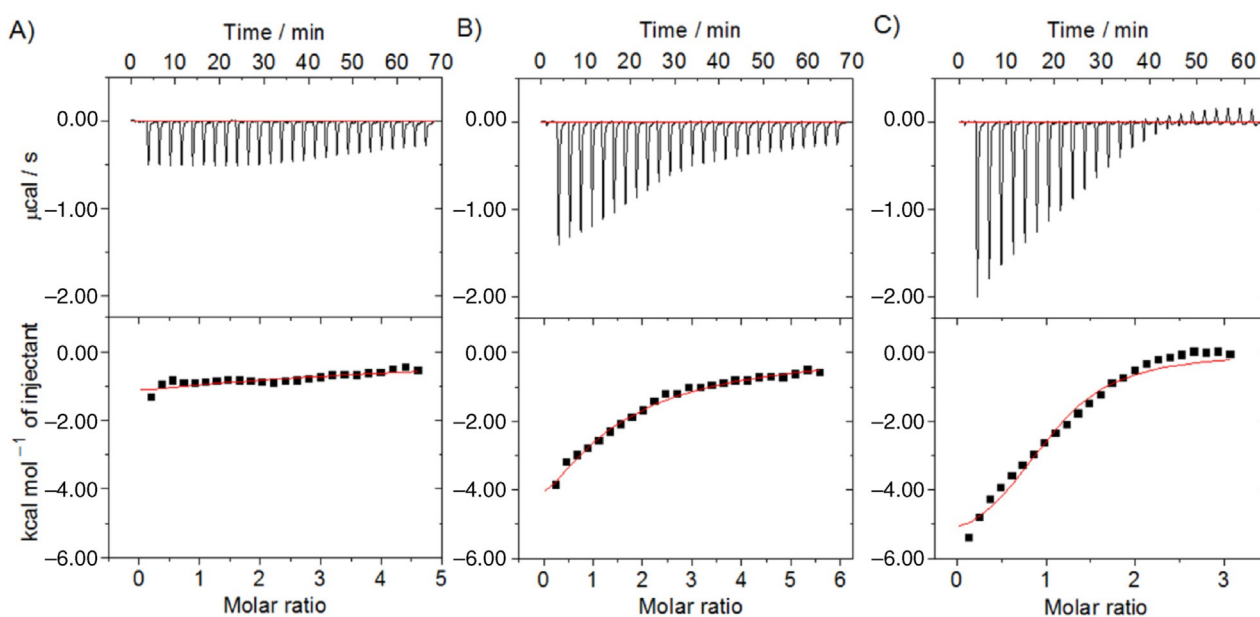 A)
Time / min
0 10 20 30 40 50 60 70
μcal / s
0.00
−1.00
−2.00
kcal mol⁻¹ of injectant
0.00
−2.00
−4.00
−6.00
0 1 2 3 4 5
Molar ratio
B)
Time / min
0 10 20 30 40 50 60 70
0.00
−1.00
−2.00
0.00
−2.00
−4.00
−6.00
0 1 2 3 4 5 6
Molar ratio
C)
Time / min
0 10 20 30 40 50 60
0.00
−1.00
−2.00
0.00
−2.00
−4.00
−6.00
0 1 2 3
Molar ratio